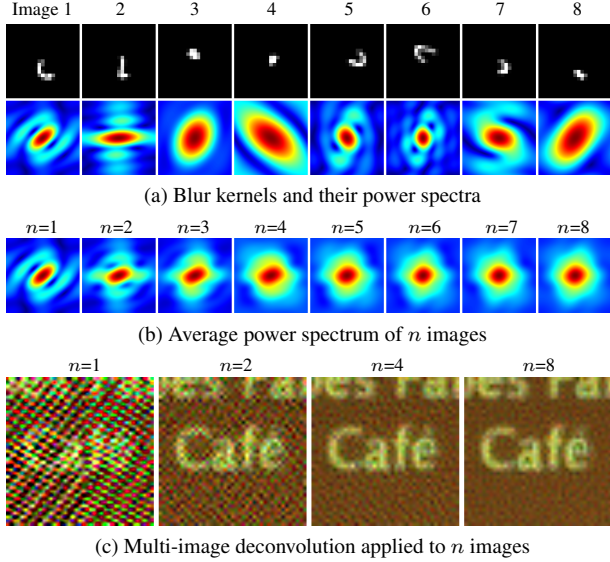 Image 1 2 3 4 5 6 7 8
(a) Blur kernels and their power spectra
n=1 n=2 n=3 n=4 n=5 n=6 n=7 n=8
(b) Average power spectrum of n images
n=1 n=2 n=4 n=8
Café Café Café
(c) Multi-image deconvolution applied to n images